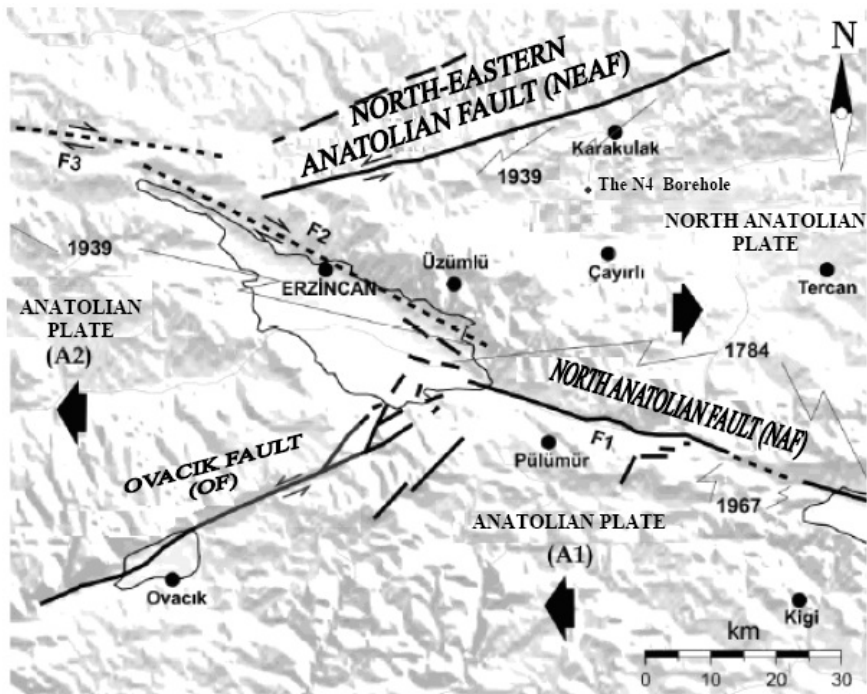 NORTH-EASTERN
ANATOLIAN FAULT (NEAF)
N
F3
Karakulak
1939
The N4 Borehole
NORTH ANATOLIAN
PLATE
F2
1939
ERZİNCAN
Üzümlü
Çayırlı
Tercan
ANATOLIAN
PLATE
(A2)
1784
NORTH ANATOLIAN FAULT (NAF)
F1
Pülümür
OVACIK FAULT
(OF)
1967
ANATOLIAN PLATE
(A1)
Ovacık
Kigi
km
0 10 20 30